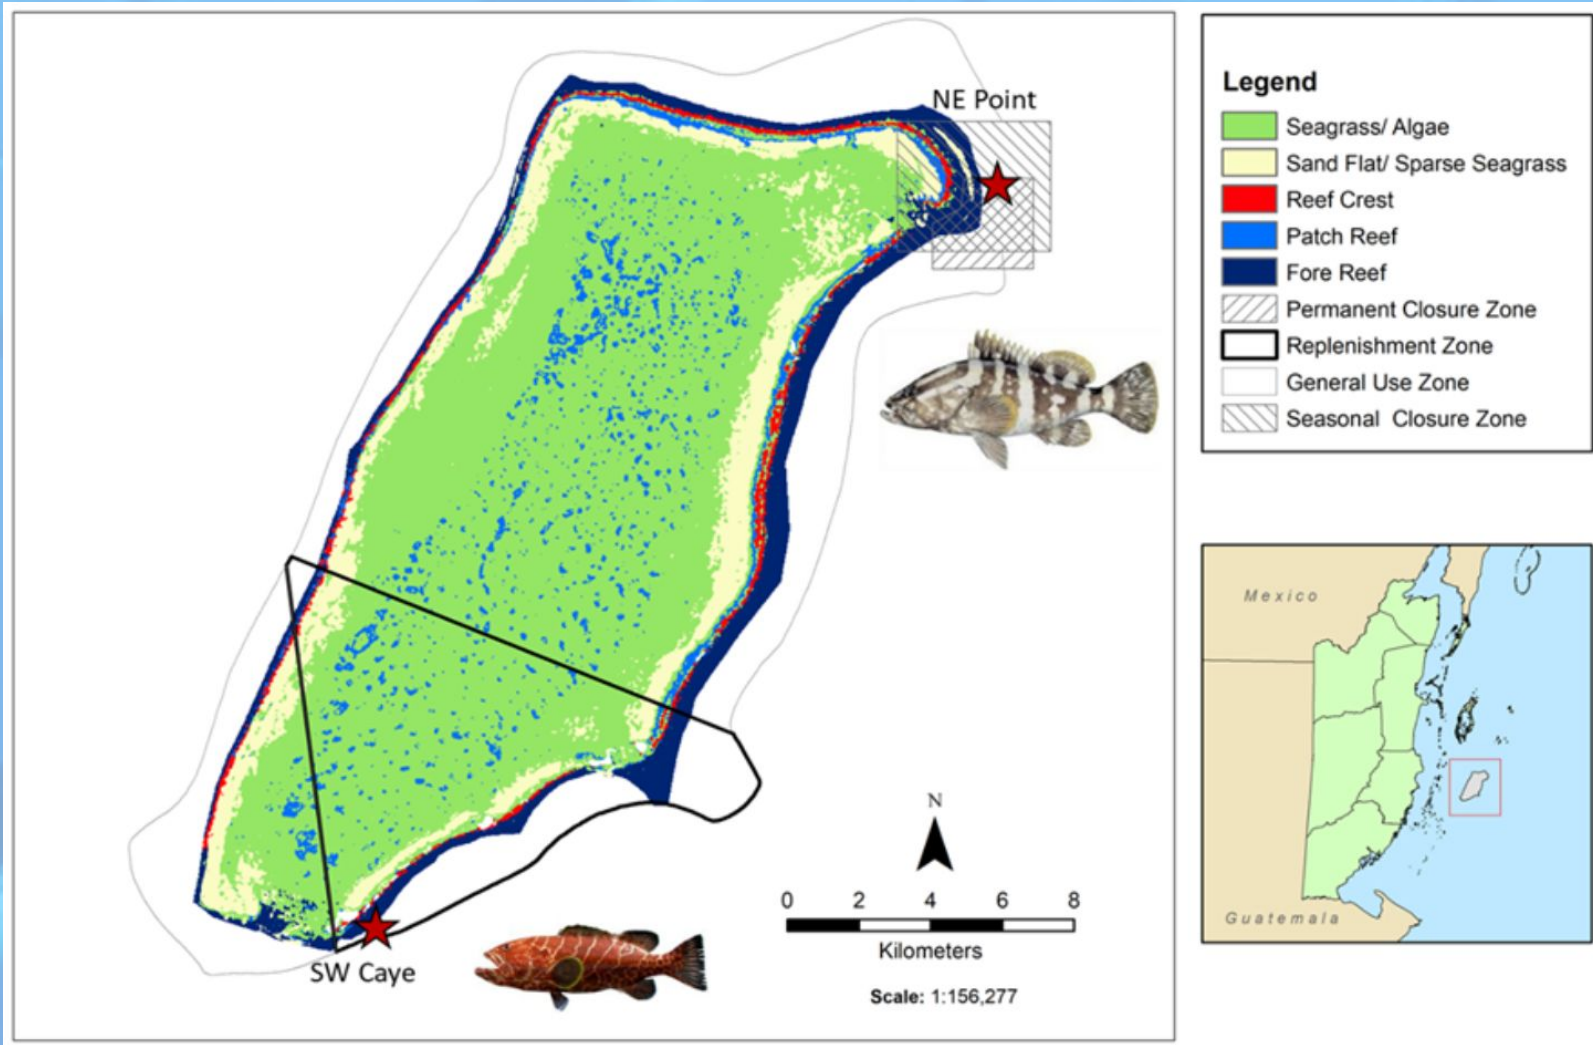 NE Point
SW Caye
N
0 2 4 6 8
Kilometers
Scale: 1:156,277
Legend
Seagrass/ Algae
Sand Flat/ Sparse Seagrass
Reef Crest
Patch Reef
Fore Reef
Permanent Closure Zone
Replenishment Zone
General Use Zone
Seasonal Closure Zone
Mexico
Guatemala